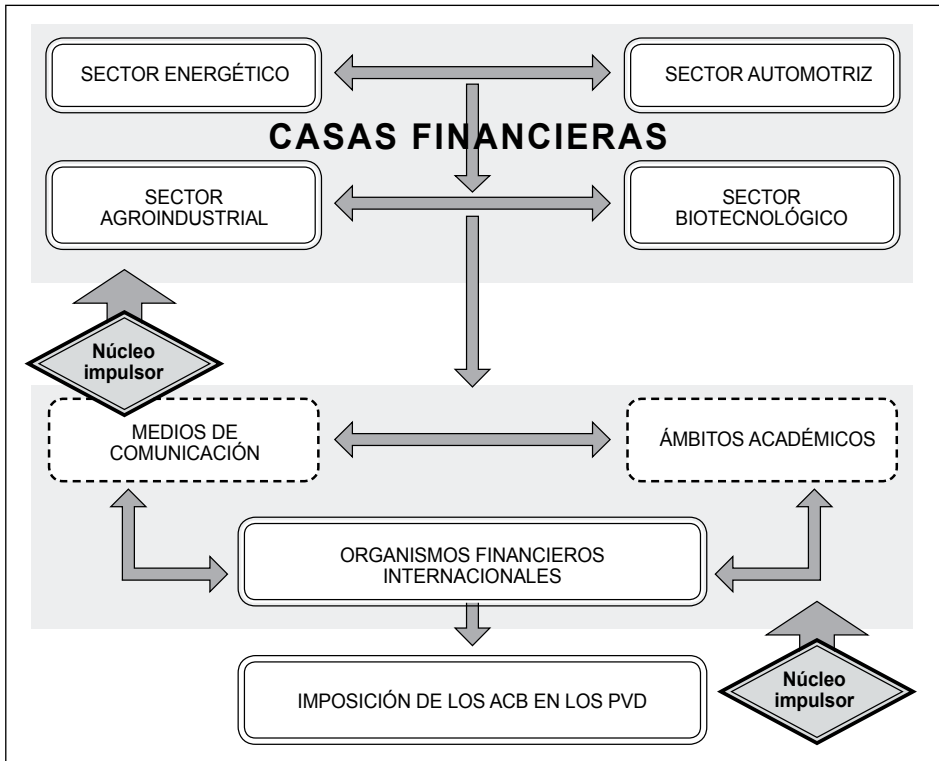 SECTOR ENERGÉTICO
SECTOR AUTOMOTRIZ
CASAS FINANCIERAS
SECTOR
AGROINDUSTRIAL
SECTOR
BIOTECNOLÓGICO
Núcleo
impulsor
MEDIOS DE
COMUNICACIÓN
ÁMBITOS ACADÉMICOS
ORGANISMOS FINANCIEROS
INTERNACIONALES
IMPOSICIÓN DE LOS ACB EN LOS PVD
Núcleo
impulsor